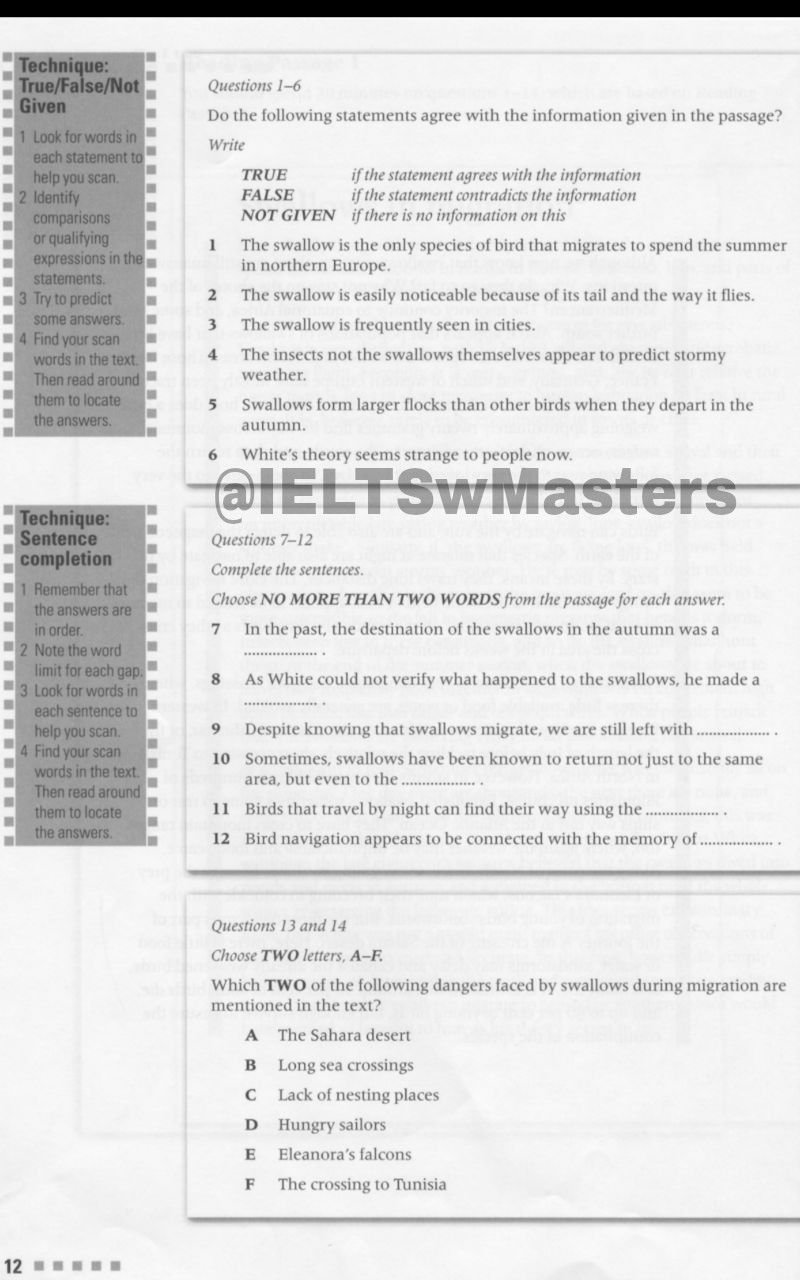 Technique:
True/False/Not
Given
1 Look for words in
each statement to
help you scan.
2 Identify
comparisons
or qualifying
expressions in the
statements.
3 Try to predict
some answers.
4 Find your scan
words in the text.
Then read around
them to locate
the answers.
Questions 1–6
Do the following statements agree with the information given in the passage?
Write
TRUE if the statement agrees with the information
FALSE if the statement contradicts the information
NOT GIVEN if there is no information on this
1 The swallow is the only species of bird that migrates to spend the summer
in northern Europe.
2 The swallow is easily noticeable because of its tail and the way it flies.
3 The swallow is frequently seen in cities.
4 The insects not the swallows themselves appear to predict stormy
weather.
5 Swallows form larger flocks than other birds when they depart in the
autumn.
6 White's theory seems strange to people now.
@IELTSwMasters
Technique:
Sentence
completion
1 Remember that
the answers are
in order.
2 Note the word
limit for each gap.
3 Look for words in
each sentence to
help you scan.
4 Find your scan
words in the text.
Then read around
them to locate
the answers.
Questions 7–12
Complete the sentences.
Choose NO MORE THAN TWO WORDS from the passage for each answer.
7 In the past, the destination of the swallows in the autumn was a
.................. .
8 As White could not verify what happened to the swallows, he made a
.................. .
9 Despite knowing that swallows migrate, we are still left with .................. .
10 Sometimes, swallows have been known to return not just to the same
area, but even to the .................. .
11 Birds that travel by night can find their way using the .................. .
12 Bird navigation appears to be connected with the memory of .................. .
Questions 13 and 14
Choose TWO letters, A–F.
Which TWO of the following dangers faced by swallows during migration are
mentioned in the text?
A The Sahara desert
B Long sea crossings
C Lack of nesting places
D Hungry sailors
E Eleanora's falcons
F The crossing to Tunisia
12